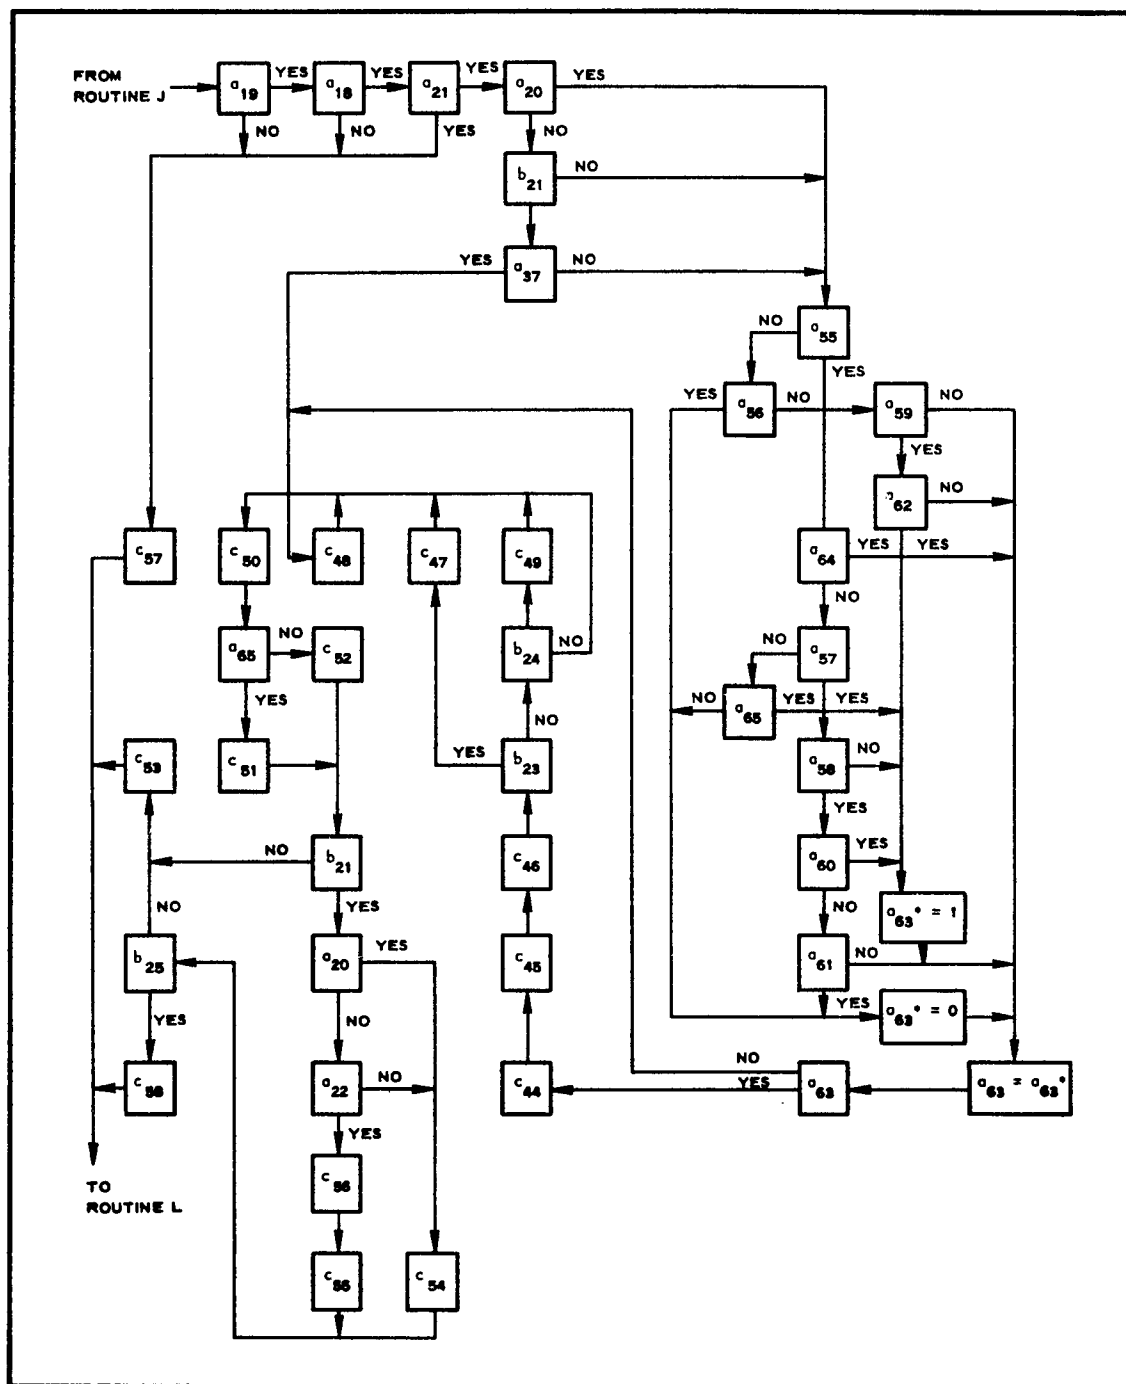 FROM
ROUTINE J
a19 YES a18 YES a21 YES a20 YES
NO NO YES NO
b21 NO
YES a37 NO
NO a55
YES
YES a56 NO a59 NO
YES
62 NO
c57 c50 c48 c47 c49 a64 YES YES
NO
a65 NO c52 b24 NO NO a57
YES NO a65 YES YES
NO
c53 c51 YES b23 a58 NO
YES
NO b21 c46 a60 YES
NO YES NO a63* = 1
b25 a20 YES c45 a61 NO
YES NO YES a63* = 0
NO
YES
c58 a22 NO c44 a63 a63 = a63*
YES
TO
ROUTINE L
c56
c54